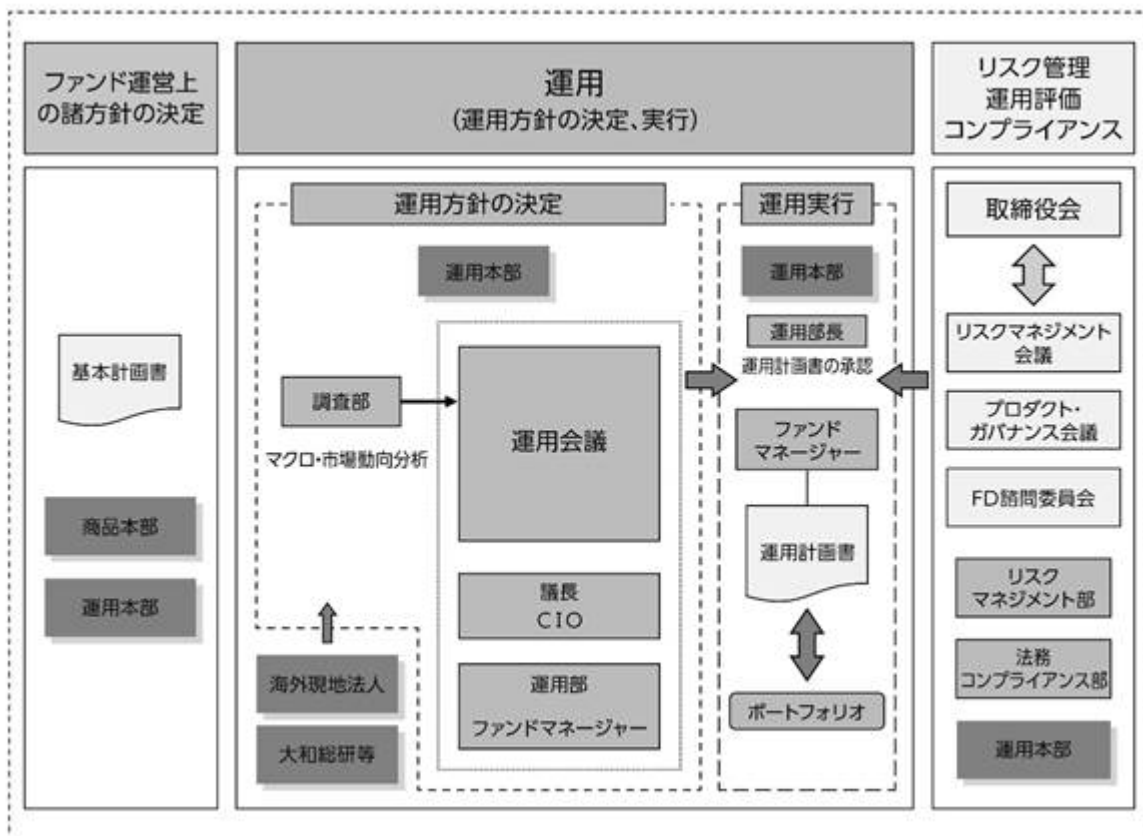 ファンド運営上
の諸方針の決定
基本計画書
商品本部
運用本部
運用
(運用方針の決定、実行)
運用方針の決定
運用本部
調査部
マクロ・市場動向分析
運用会議
議長
CIO
運用部
ファンドマネージャー
海外現地法人
大和総研等
運用実行
運用本部
運用部長
運用計画書の承認
ファンド
マネージャー
運用計画書
ポートフォリオ
リスク管理
運用評価
コンプライアンス
取締役会
リスクマネジメント
会議
プロダクト・
ガバナンス会議
FD諮問委員会
リスク
マネジメント部
法務
コンプライアンス部
運用本部